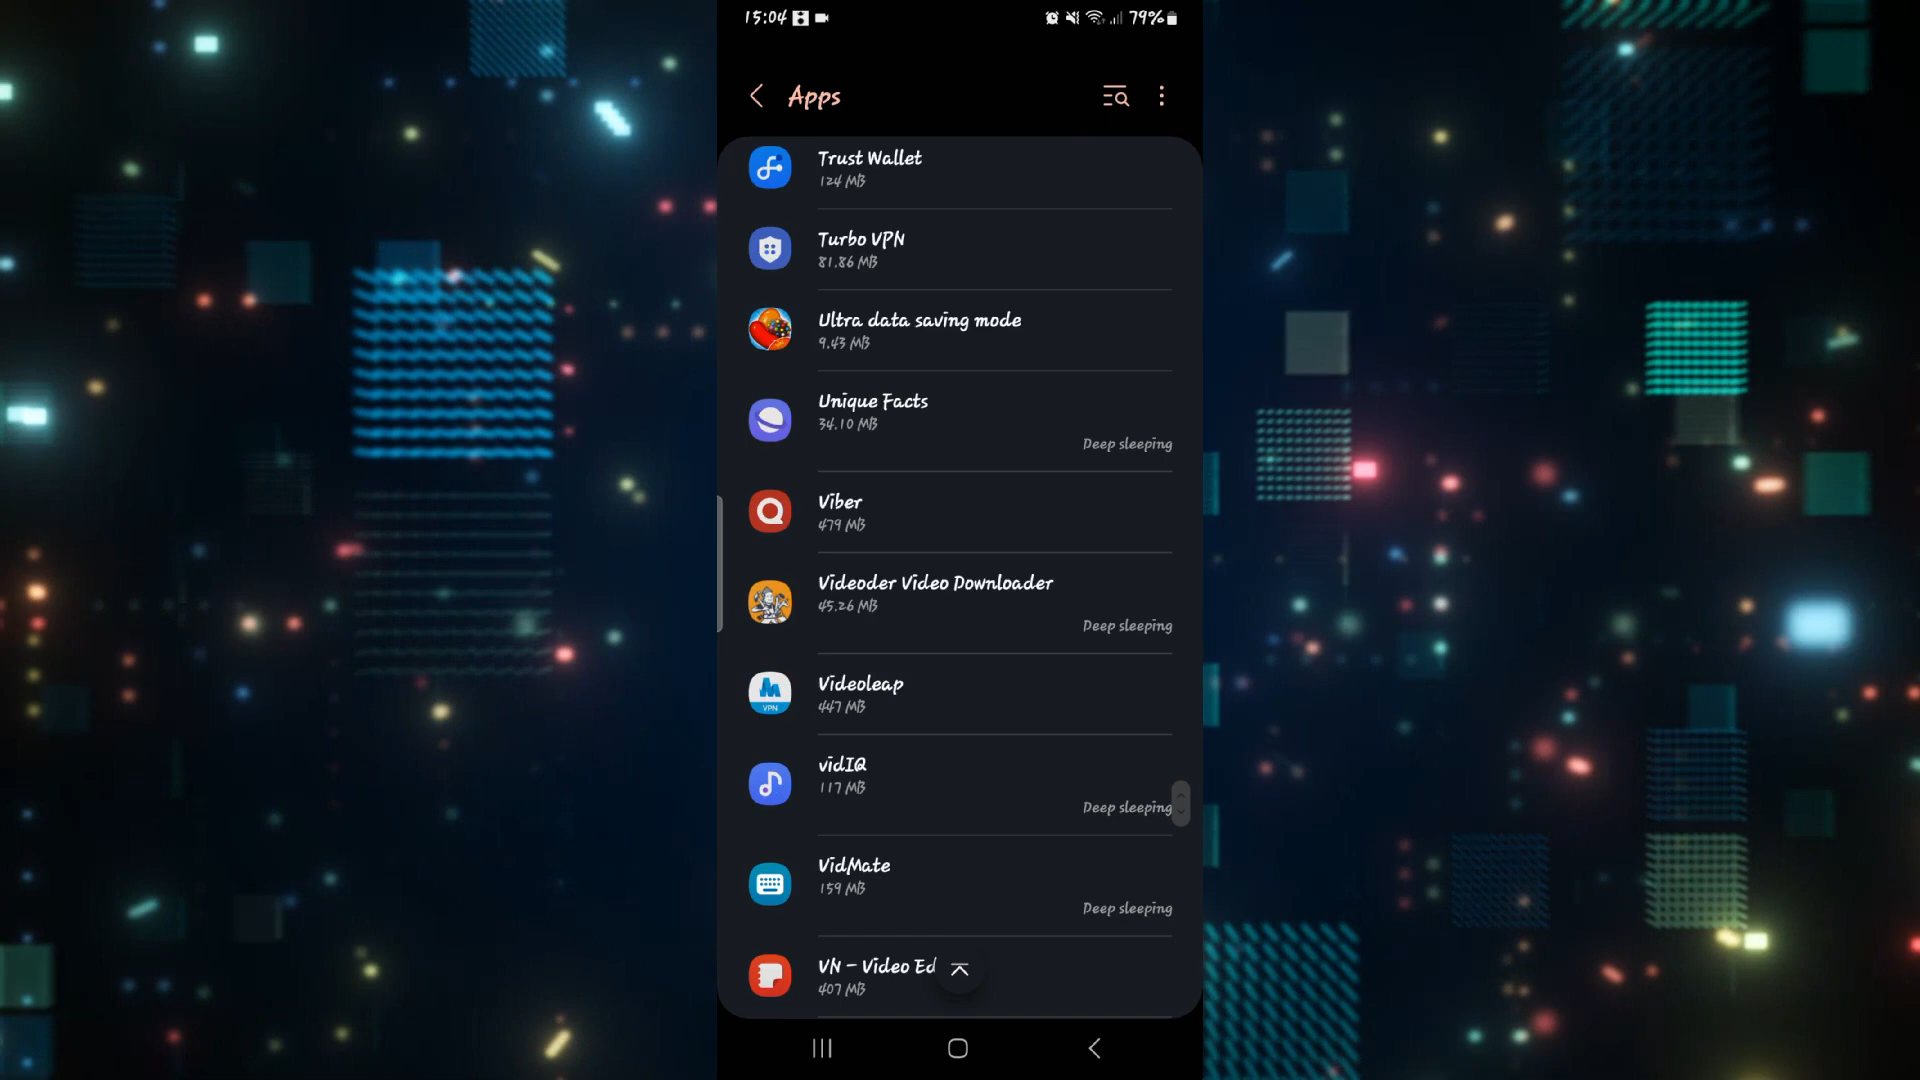 15:04
79%
Apps
Trust Wallet
124 MB
Turbo VPN
81.86 MB
Ultra data saving mode
9.43 MB
Unique Facts
34.10 MB
Deep sleeping
Viber
479 MB
Videoder Video Downloader
45.26 MB
Deep sleeping
VPN
Videoleap
447 MB
vidIQ
117 MB
Deep sleeping
VidMate
159 MB
Deep sleeping
VN - Video Ed
407 MB